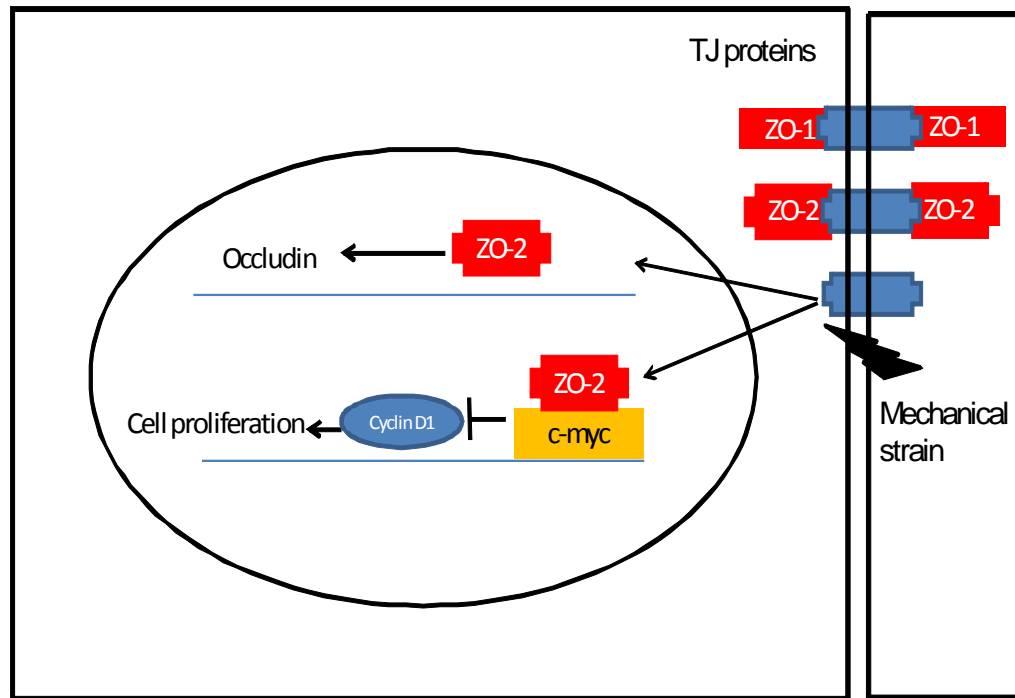 TJ proteins
ZO-1 ZO-1
ZO-2 ZO-2
Occludin ZO-2
ZO-2
Cell proliferation Cyclin D1 c-myc
Mechanical
strain